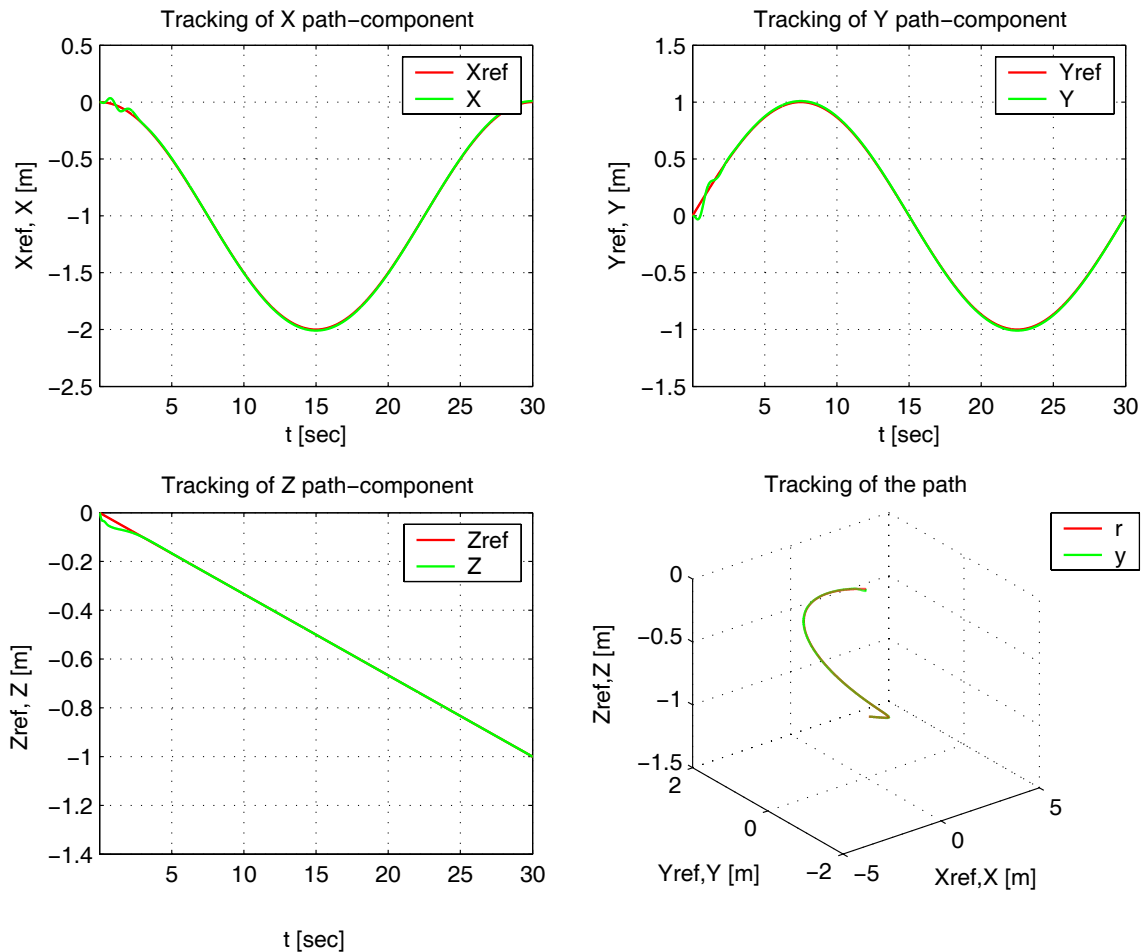 Tracking of X path−component
0.5
0
−0.5
−1
−1.5
−2
−2.5
Xref, X [m]
Xref
X
5 10 15 20 25 30
t [sec]
Tracking of Y path−component
1.5
1
0.5
0
−0.5
−1
−1.5
Yref, Y [m]
Yref
Y
5 10 15 20 25 30
t [sec]
Tracking of Z path−component
0
−0.2
−0.4
−0.6
−0.8
−1
−1.2
−1.4
Zref, Z [m]
Zref
Z
5 10 15 20 25 30
t [sec]
Tracking of the path
r
y
0
−0.5
−1
−1.5
Zref,Z [m]
2
0
−2
Yref,Y [m]
−5
0
5
Xref,X [m]